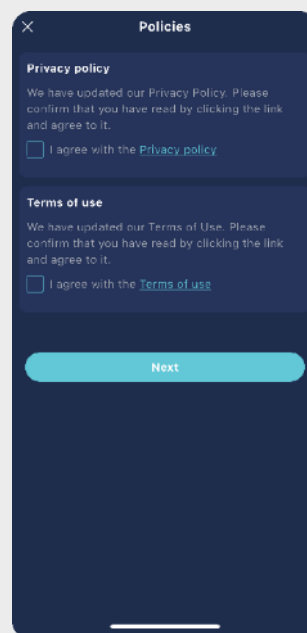 Policies
Privacy policy
We have updated our Privacy Policy. Please
confirm that you have read by clicking the link
and agree to it.
I agree with the Privacy policy
Terms of use
We have updated our Terms of Use. Please
confirm that you have read by clicking the link
and agree to it.
I agree with the Terms of use
Next